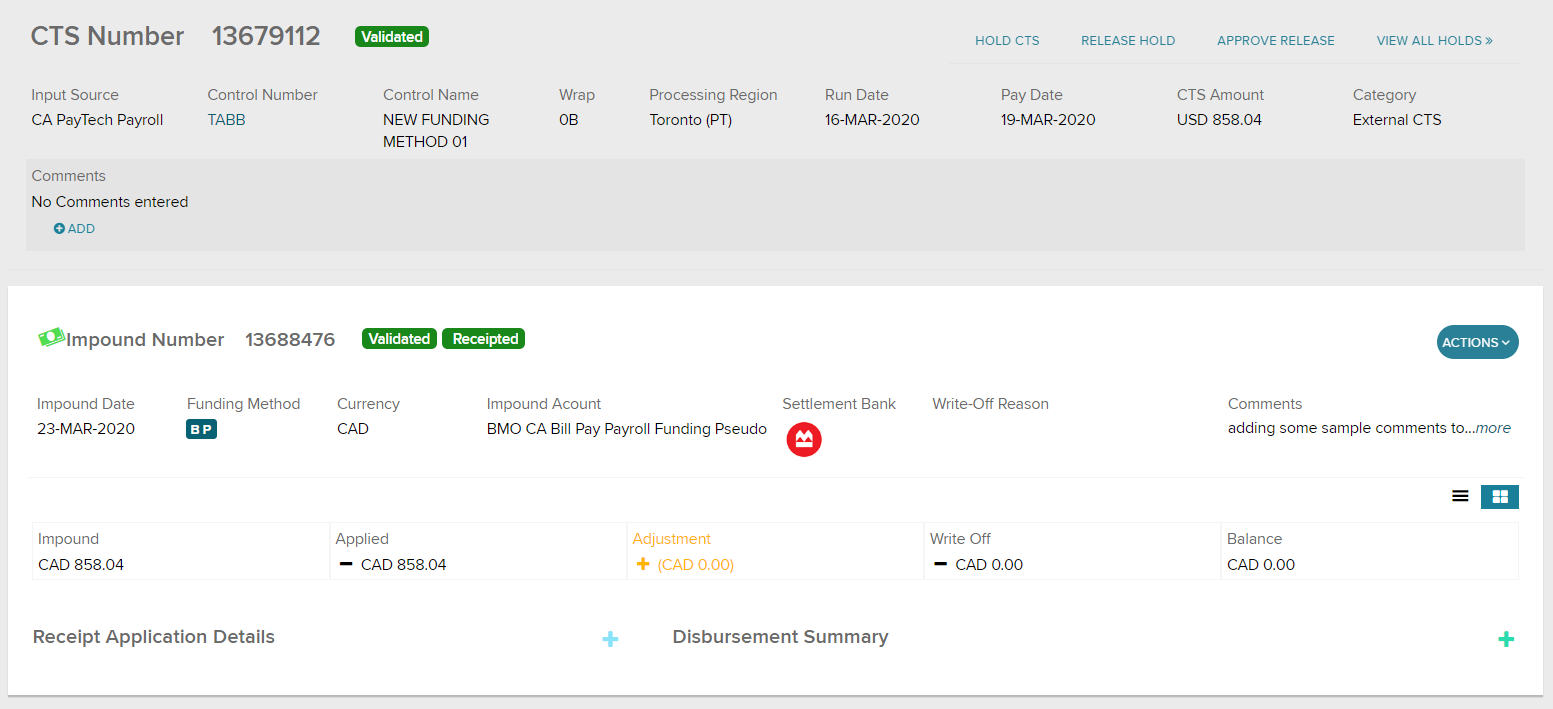 CTS Number 13679112 Validated
HOLD CTS RELEASE HOLD APPROVE RELEASE VIEW ALL HOLDS »
Input Source Control Number Control Name Wrap Processing Region Run Date Pay Date CTS Amount Category
CA PayTech Payroll TABB NEW FUNDING 0B Toronto (PT) 16-MAR-2020 19-MAR-2020 USD 858.04 External CTS
METHOD 01
Comments
No Comments entered
ADD
Impound Number 13688476 Validated Receipted
ACTIONS
Impound Date Funding Method Currency Impound Acount Settlement Bank Write-Off Reason Comments
23-MAR-2020 BP CAD BMO CA Bill Pay Payroll Funding Pseudo adding some sample comments to...more
Impound Applied Adjustment Write Off Balance
CAD 858.04 − CAD 858.04 + (CAD 0.00) − CAD 0.00 CAD 0.00
Receipt Application Details + Disbursement Summary +